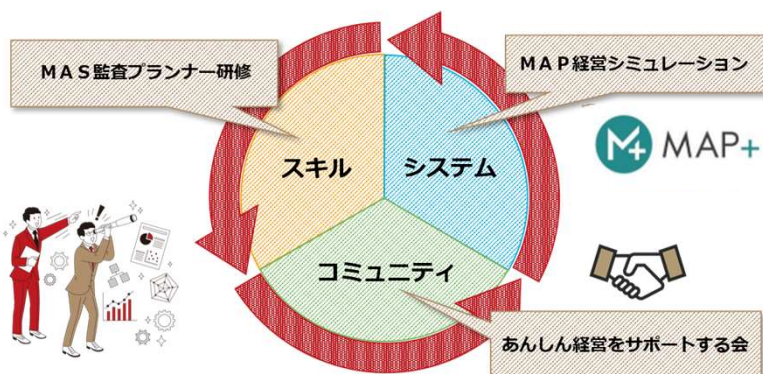 MAS監査プランナー研修
MAP経営シミュレーション
スキル
システム
MAP+
コミュニティ
あんしん経営をサポートする会